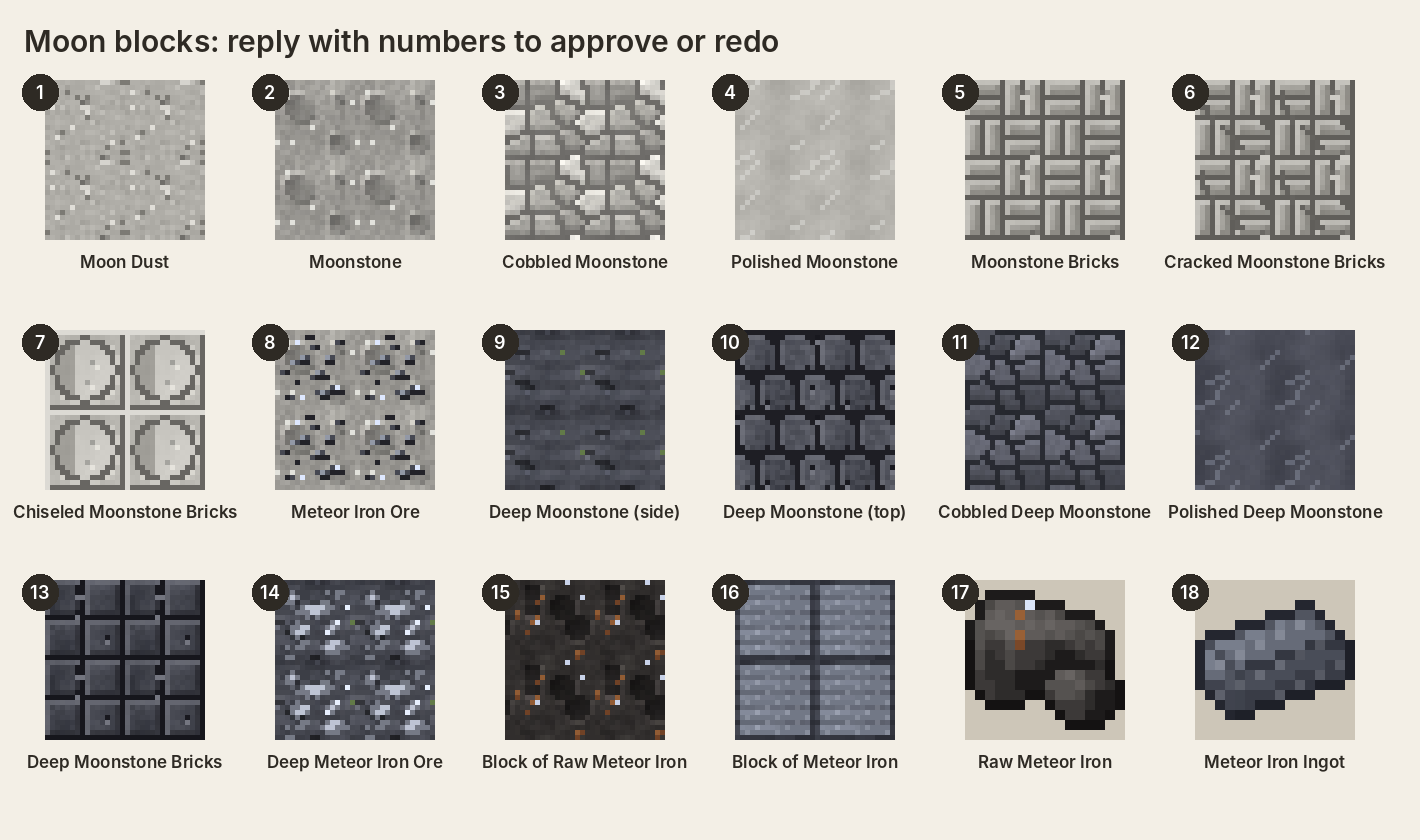 Moon blocks: reply with numbers to approve or redo
1 2 3 4 5 6
Moon Dust Moonstone Cobbled Moonstone Polished Moonstone Moonstone Bricks Cracked Moonstone Bricks
7 8 9 10 11 12
Chiseled Moonstone Bricks Meteor Iron Ore Deep Moonstone (side) Deep Moonstone (top) Cobbled Deep Moonstone Polished Deep Moonstone
13 14 15 16 17 18
Deep Moonstone Bricks Deep Meteor Iron Ore Block of Raw Meteor Iron Block of Meteor Iron Raw Meteor Iron Meteor Iron Ingot